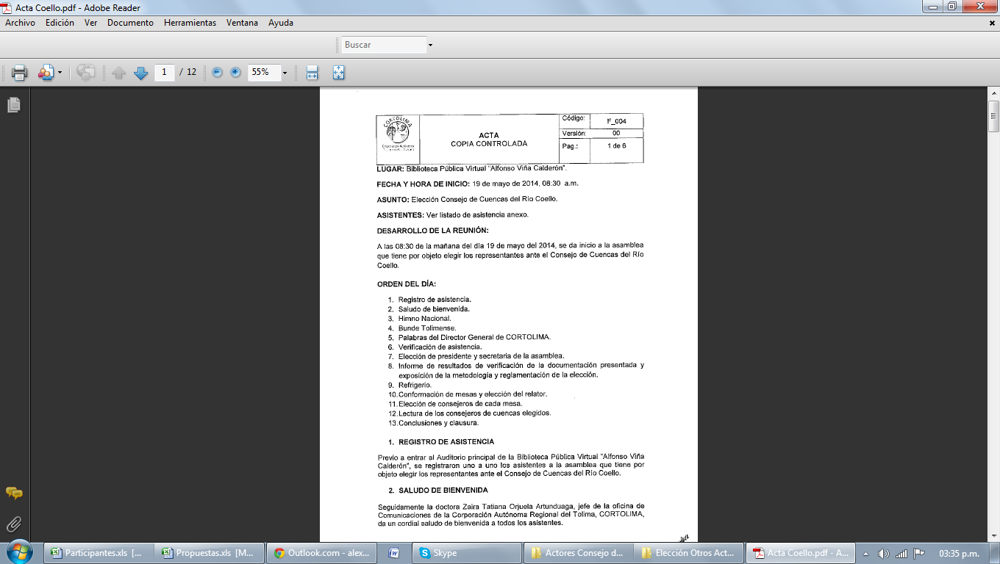 Acta Coello.pdf - Adobe Reader
Archivo Edición Ver Documento Herramientas Ventana Ayuda
Buscar
1 / 12 55%
CORTOLIMA
ACTA
COPIA CONTROLADA
Código: F_004
Versión: 00
Pag.: 1 de 6
LUGAR: Biblioteca Pública Virtual “Alfonso Viña Calderón”.
FECHA Y HORA DE INICIO: 19 de mayo de 2014, 08:30 a.m.
ASUNTO: Elección Consejo de Cuencas del Río Coello.
ASISTENTES: Ver listado de asistencia anexo.
DESARROLLO DE LA REUNIÓN:
A las 08:30 de la mañana del día 19 de mayo del 2014, se da inicio a la asamblea
que tiene por objeto elegir los representantes ante el Consejo de Cuencas del Río
Coello.
ORDEN DEL DÍA:
1. Registro de asistencia.
2. Saludo de bienvenida.
3. Himno Nacional.
4. Bunde Tolimense.
5. Palabras del Director General de CORTOLIMA.
6. Verificación de asistencia.
7. Elección de presidente y secretaria de la asamblea.
8. Informe de resultados de verificación de la documentación presentada y
exposición de la metodología y reglamentación de la elección.
9. Refrigerio.
10. Conformación de mesas y elección del relator.
11. Elección de consejeros de cada mesa.
12. Lectura de los consejeros de cuencas elegidos.
13. Conclusiones y clausura.
1. REGISTRO DE ASISTENCIA
Previo a entrar al Auditorio principal de la Biblioteca Pública Virtual “Alfonso Viña
Calderón”, se registraron uno a uno los asistentes a la asamblea que tiene por
objeto elegir los representantes ante el Consejo de Cuencas del Río Coello.
2. SALUDO DE BIENVENIDA
Seguidamente la doctora Zaira Tatiana Orjuela Artunduaga, jefe de la oficina de
Comunicaciones de la Corporación Autónoma Regional del Tolima, CORTOLIMA,
da un cordial saludo de bienvenida a todos los asistentes.
Participantes.xls [... Propuestas.xls [M... Outlook.com - alex... Skype Actores Consejo d... Elección Otros Act... Acta Coello.pdf - A... 03:35 p.m.